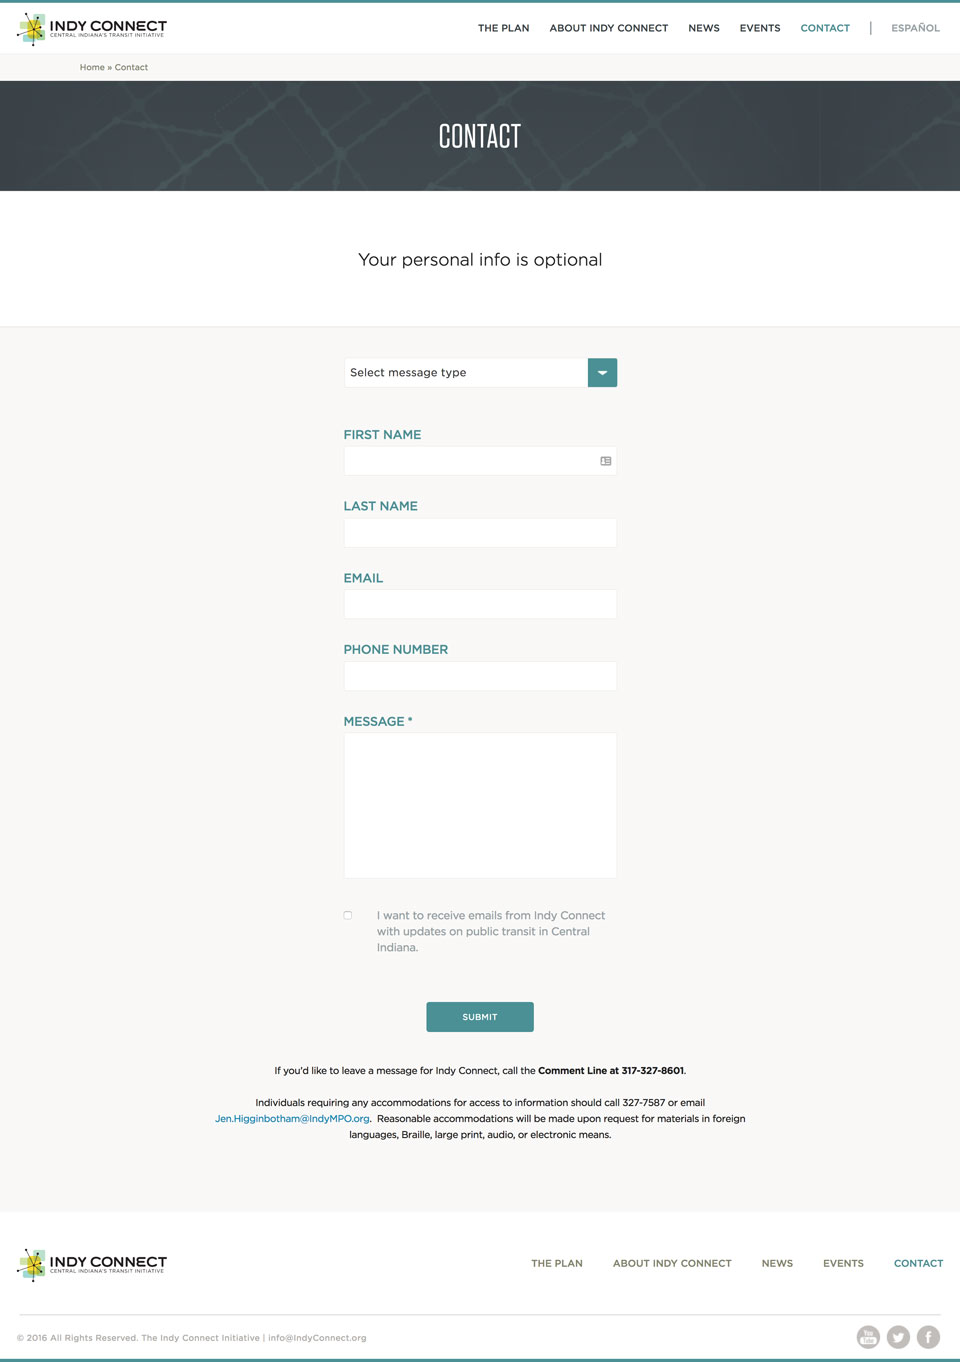 INDY CONNECT
CENTRAL INDIANA'S TRANSIT INITIATIVE
THE PLAN ABOUT INDY CONNECT NEWS EVENTS CONTACT | ESPAÑOL
Home » Contact
CONTACT
Your personal info is optional
Select message type
FIRST NAME
LAST NAME
EMAIL
PHONE NUMBER
MESSAGE *
I want to receive emails from Indy Connect
with updates on public transit in Central
Indiana.
SUBMIT
If you'd like to leave a message for Indy Connect, call the Comment Line at 317-327-8601.
Individuals requiring any accommodations for access to information should call 327-7587 or email
Jen.Higginbotham@IndyMPO.org. Reasonable accommodations will be made upon request for materials in foreign
languages, Braille, large print, audio, or electronic means.
INDY CONNECT
CENTRAL INDIANA'S TRANSIT INITIATIVE
THE PLAN ABOUT INDY CONNECT NEWS EVENTS CONTACT
© 2016 All Rights Reserved. The Indy Connect Initiative | info@IndyConnect.org
You
Tube